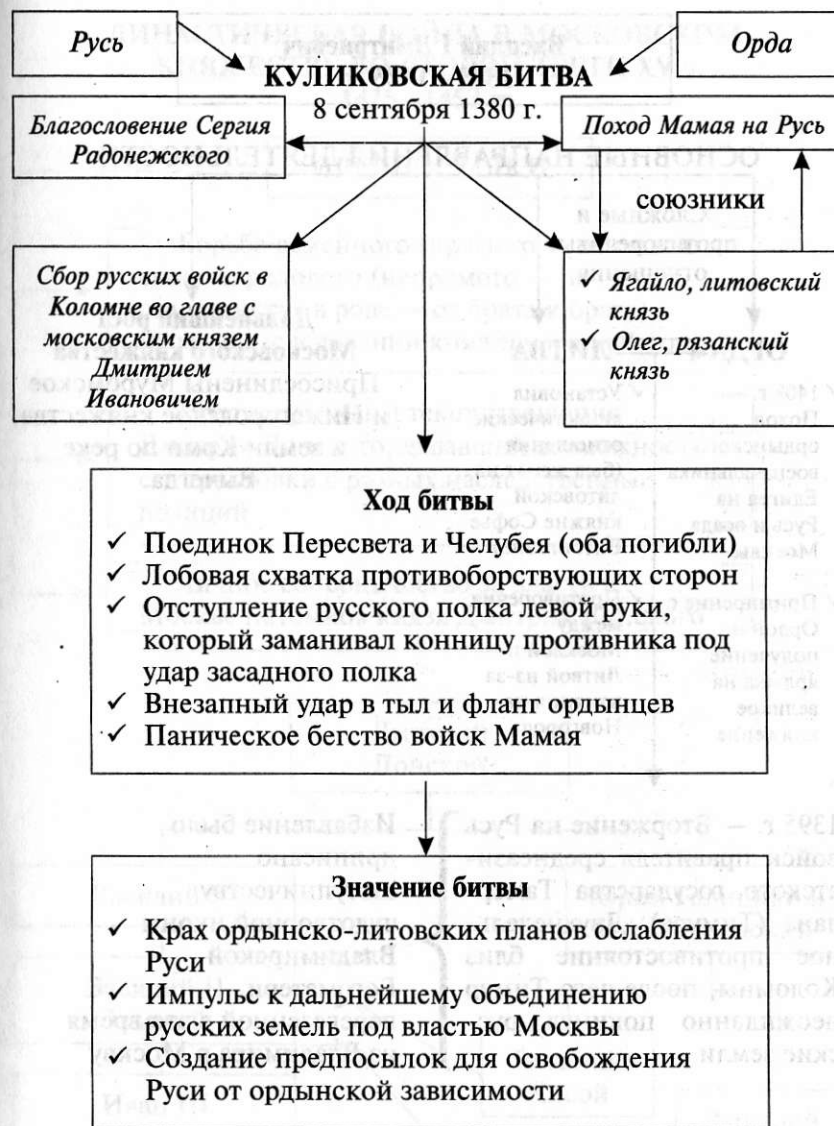 Русь
Орда
КУЛИКОВСКАЯ БИТВА
8 сентября 1380 г.
Благословение Сергия
Радонежского
Поход Мамая на Русь
союзники
Сбор русских войск в
Коломне во главе с
московским князем
Дмитрием
Ивановичем
✓ Ягайло, литовский
князь
✓ Олег, рязанский
князь
Ход битвы
✓ Поединок Пересвета и Челубея (оба погибли)
✓ Лобовая схватка противоборствующих сторон
✓ Отступление русского полка левой руки,
который заманивал конницу противника под
удар засадного полка
✓ Внезапный удар в тыл и фланг ордынцев
✓ Паническое бегство войск Мамая
Значение битвы
✓ Крах ордынско-литовских планов ослабления
Руси
✓ Импульс к дальнейшему объединению
русских земель под властью Москвы
✓ Создание предпосылок для освобождения
Руси от ордынской зависимости